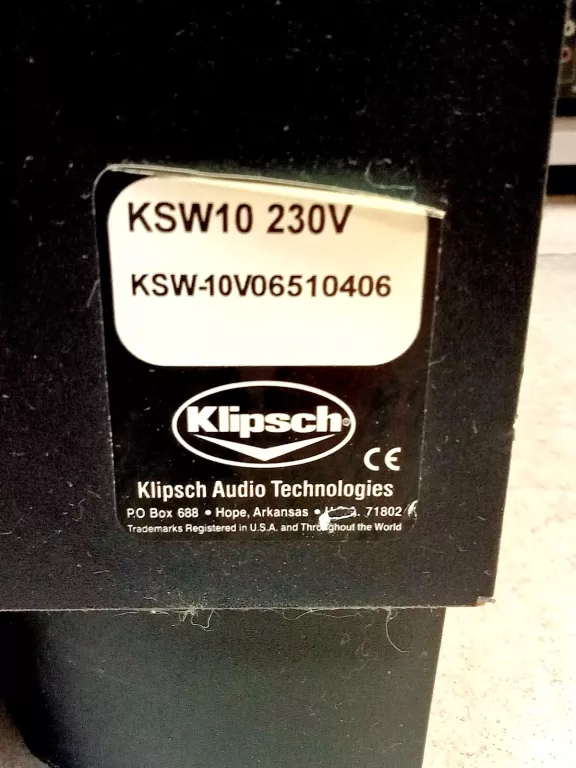 KSW10 230V
KSW-10V06510406
Klipsch®
CE
Klipsch Audio Technologies
P.O Box 688 • Hope, Arkansas • 71802
Trademarks Registered in U.S.A. and Throughout the World